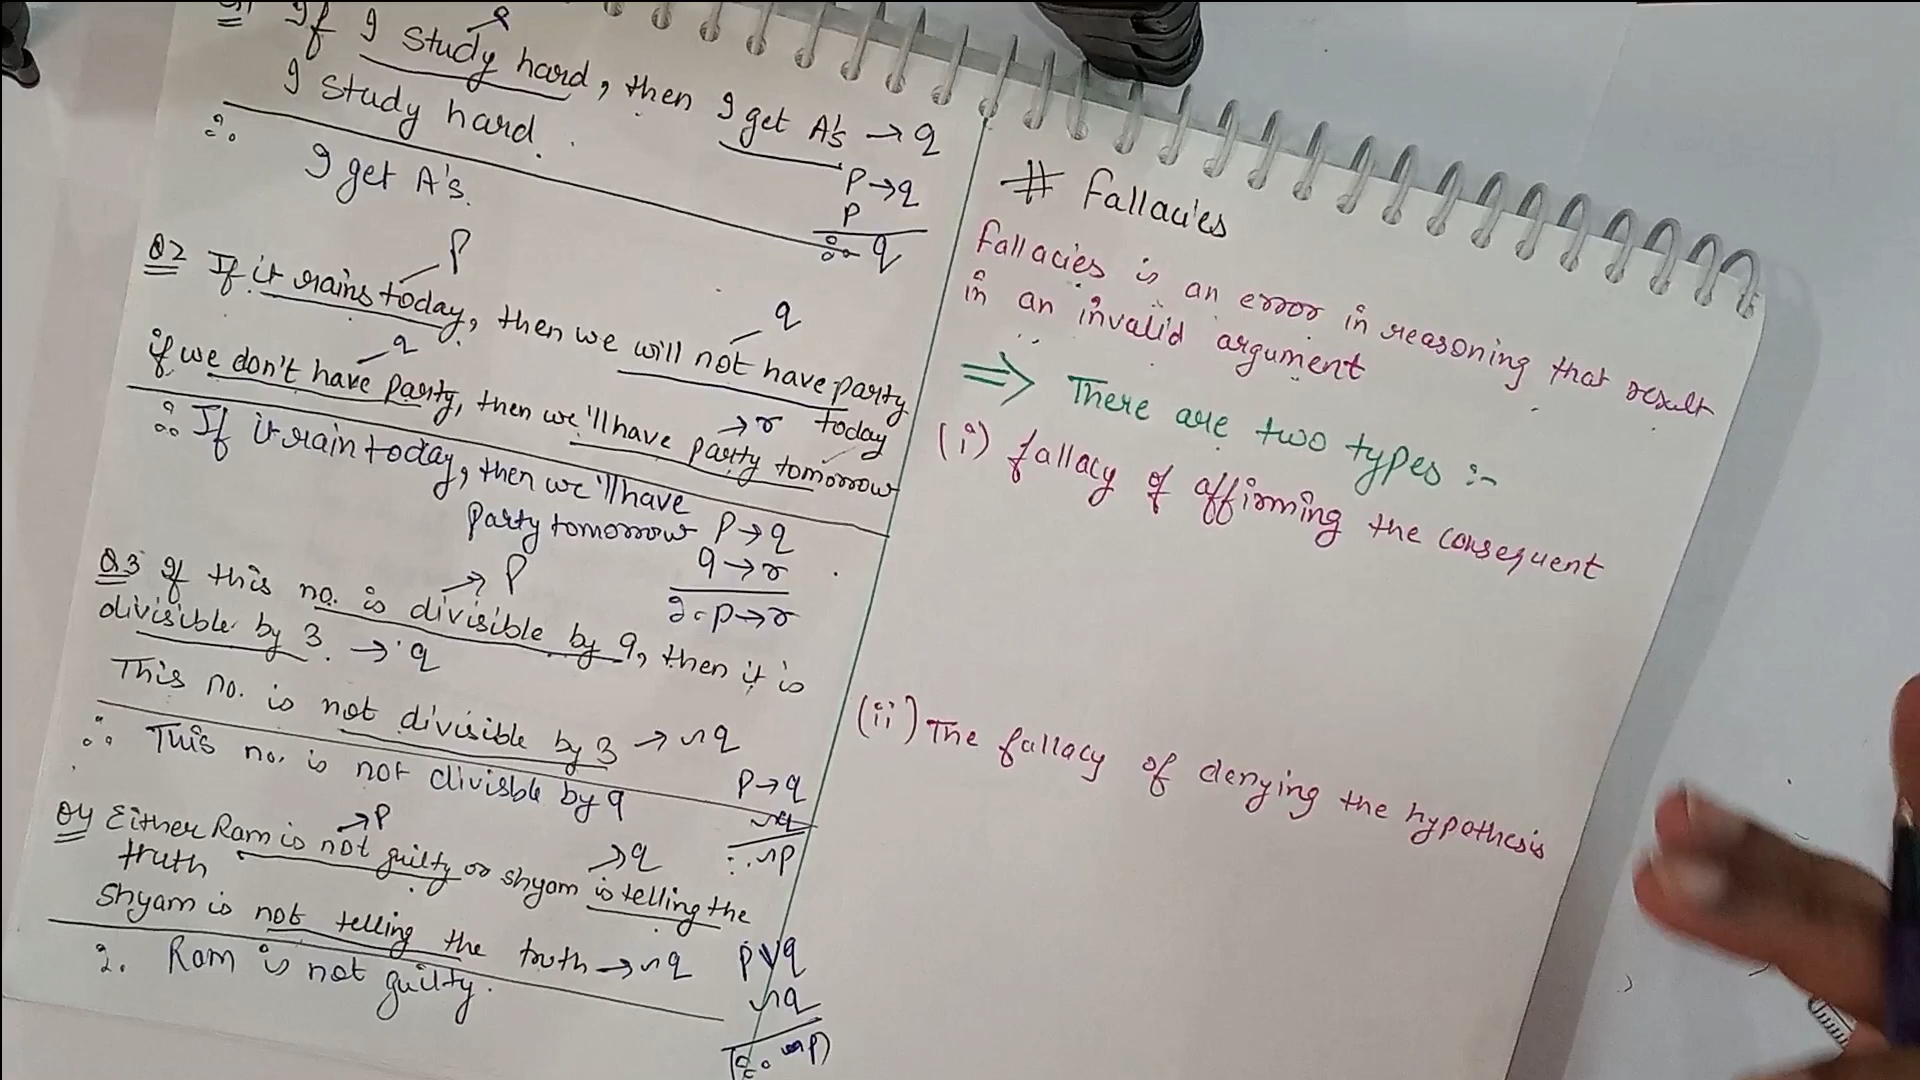 If I study hard, then I get A's → q
I study hard.
∴ I get A's.
p→q
p
∴ q
Q2 If it rains today, then we will not have party
p
q
today
if we don't have party, then we'll have party tomorrow
q
→r
∴ If it rain today, then we'll have
party tomorrow
p→q
q→r
∴ p→r
Q3 If this no. is divisible by 9, then it is
→ p
divisible by 3. → q
This no. is not divisible by 3 → ~q
∴ This no. is not divisble by 9
p→q
~q
∴ ~p
Q4 Either Ram is not guilty or shyam is telling the
→p
→q
truth
Shyam is not telling the truth → ~q
∴ Ram is not guilty.
p∨q
~q
# Fallacies
Fallacies is an error in reasoning that result
in an invalid argument
⇒ There are two types :-
(i) fallacy of affirming the consequent
(ii) The fallacy of denying the hypothesis